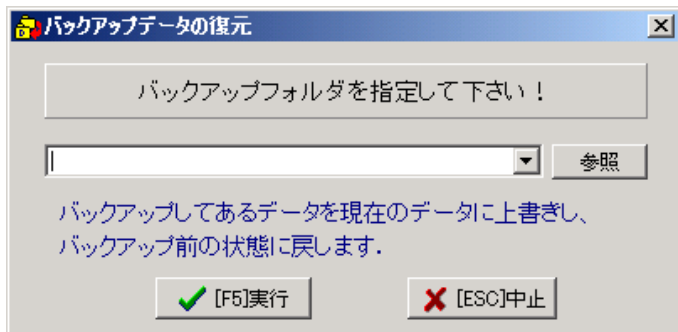 バックアップデータの復元
バックアップフォルダを指定して下さい！
参照
バックアップしてあるデータを現在のデータに上書きし、
バックアップ前の状態に戻します．
[F5]実行
[ESC]中止